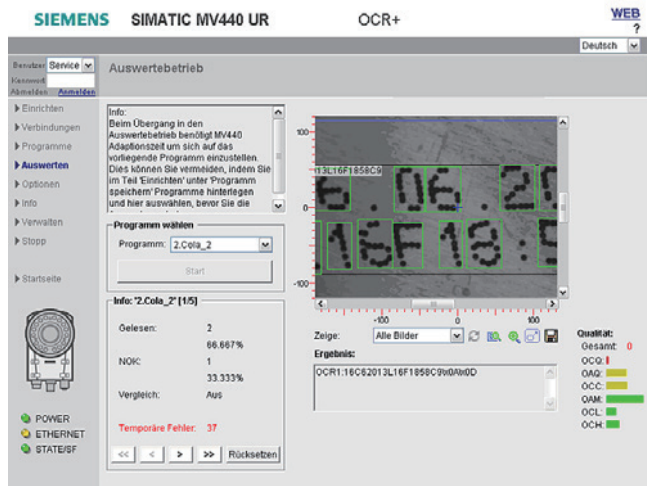 SIEMENS SIMATIC MV440 UR OCR+ WEB
?
Deutsch
Benutzer Service
Kennwort
Abmelden Anmelden
Auswertebetrieb
Einrichten
Verbindungen
Programme
Auswerten
Optionen
Info
Verwalten
Stopp
Startseite
POWER
ETHERNET
STATE/SF
Info:
Beim Übergang in den
Auswertebetrieb benötigt MV440
Adaptionszeit um sich auf das
vorliegende Programm einzustellen.
Dies können Sie vermeiden, indem Sie
im Teil 'Einrichten' unter 'Programm
speichern' Programme hinterlegen
und hier auswählen, bevor Sie die
Programm wählen
Programm: 2.Cola_2
Start
Info: "2.Cola_2" [1/5]
Gelesen: 2
66.667%
NOK: 1
33.333%
Vergleich: Aus
Temporäre Fehler: 37
<< < > >> Rücksetzen
100
0
-100
13L16F1858C9
6.06.20
16F18:5
-100 0 100
Zeige: Alle Bilder
Ergebnis:
OCR1:16C62013L16F1858C9\x0A\x0D
Qualität:
Gesamt: 0
OCQ:
OAQ:
OCC:
OAM:
OCL:
OCH: